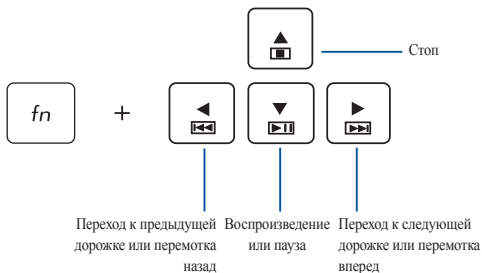 Стоп
fn
+
Переход к предыдущей
дорожке или перемотка
назад
Воспроизведение
или пауза
Переход к следующей
дорожке или перемотка
вперед